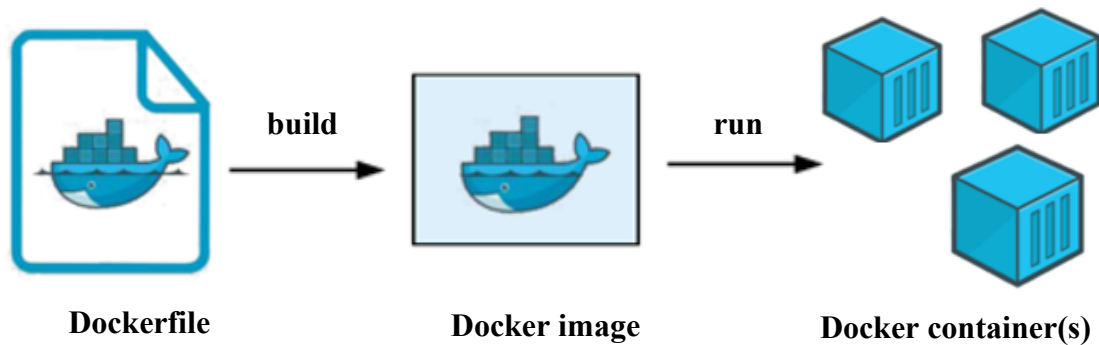 build
run
Dockerfile
Docker image
Docker container(s)